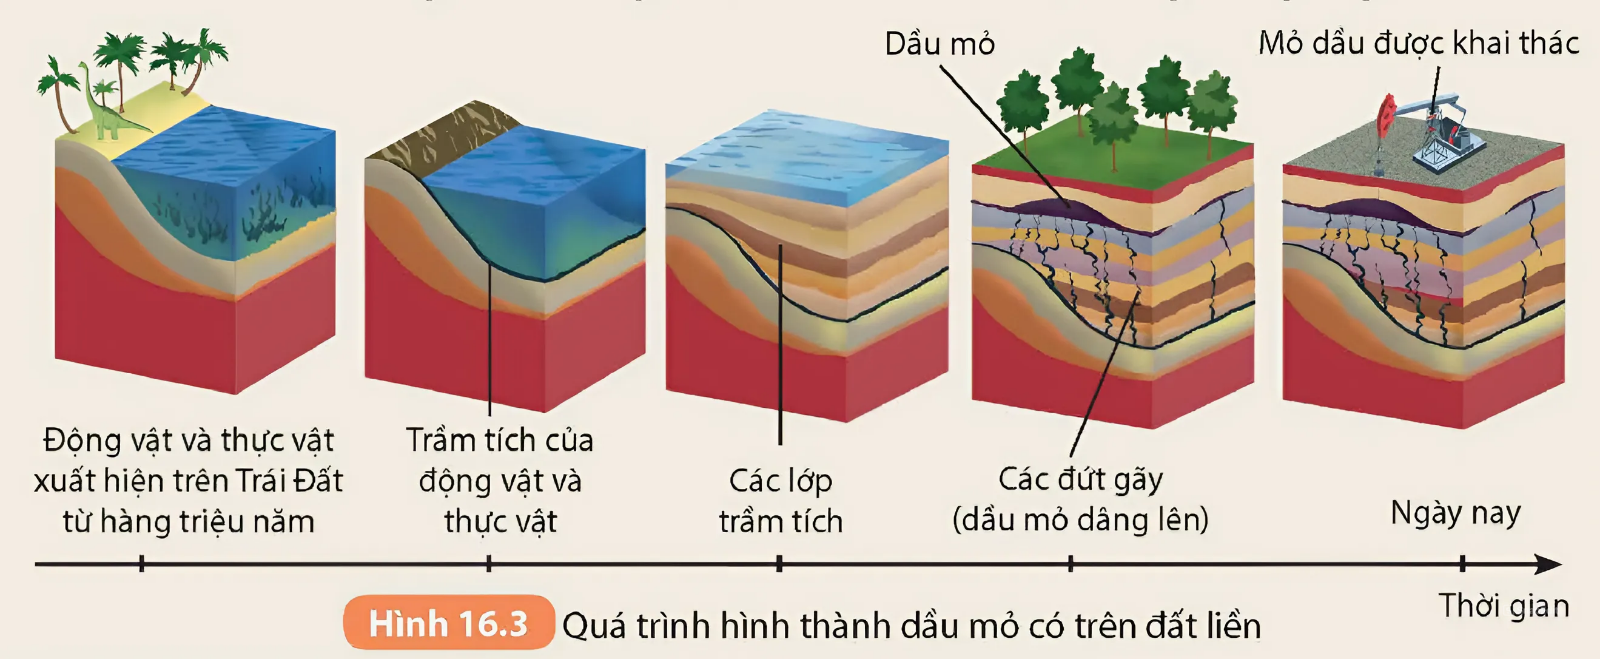 Dầu mỏ
Mỏ dầu được khai thác
Động vật và thực vật
xuất hiện trên Trái Đất
từ hàng triệu năm
Trầm tích của
động vật và
thực vật
Các lớp
trầm tích
Các đứt gãy
(dầu mỏ dâng lên)
Ngày nay
Thời gian
Hình 16.3 Quá trình hình thành dầu mỏ có trên đất liền